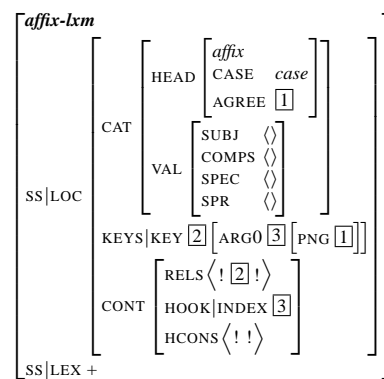 affix-lxm
affix
HEAD CASE case
AGREE 1
CAT
SUBJ ⟨⟩
COMPS ⟨⟩
VAL SPEC ⟨⟩
SPR ⟨⟩
SS|LOC
KEYS|KEY 2 [ARG0 3 [PNG 1]]
RELS ⟨! 2 !⟩
CONT HOOK|INDEX 3
HCONS ⟨! !⟩
SS|LEX +